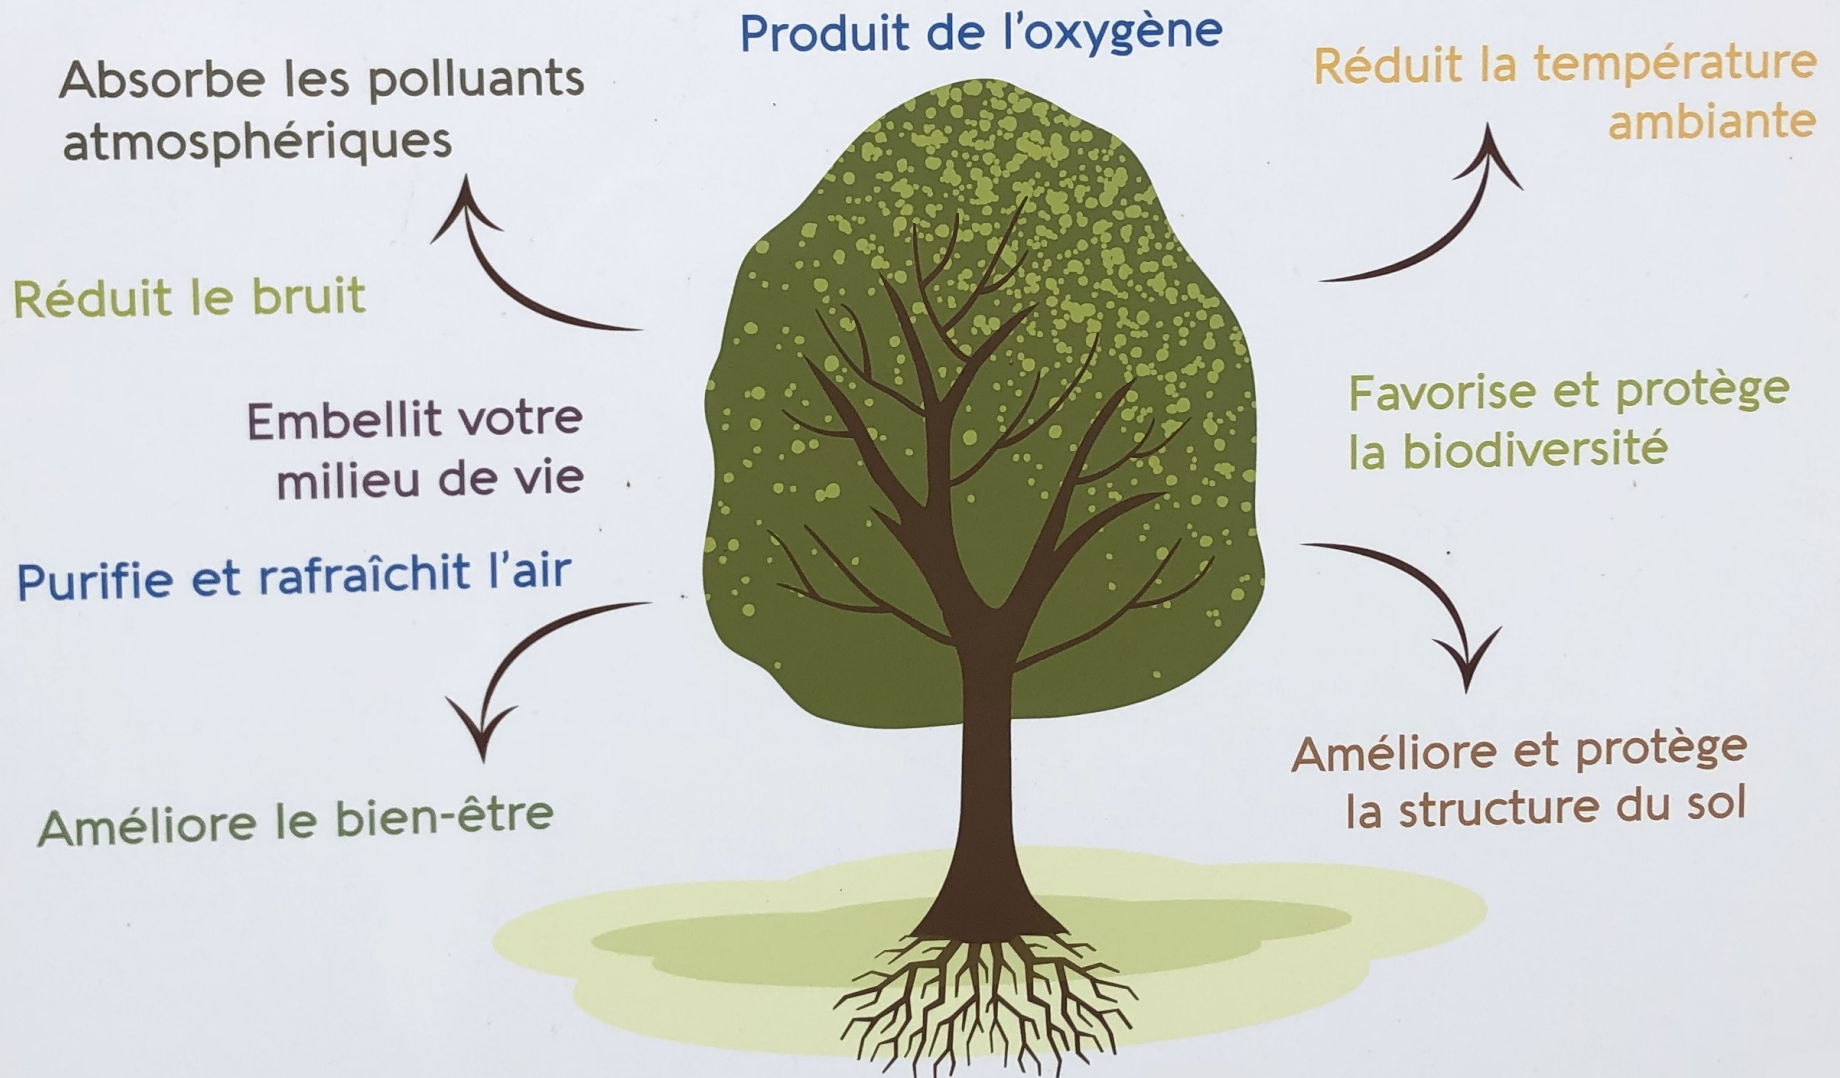 Produit de l'oxygène
Absorbe les polluants
atmosphériques
Réduit le bruit
Embellit votre
milieu de vie
Purifie et rafraîchit l'air
Améliore le bien-être
Réduit la température
ambiante
Favorise et protège
la biodiversité
Améliore et protège
la structure du sol